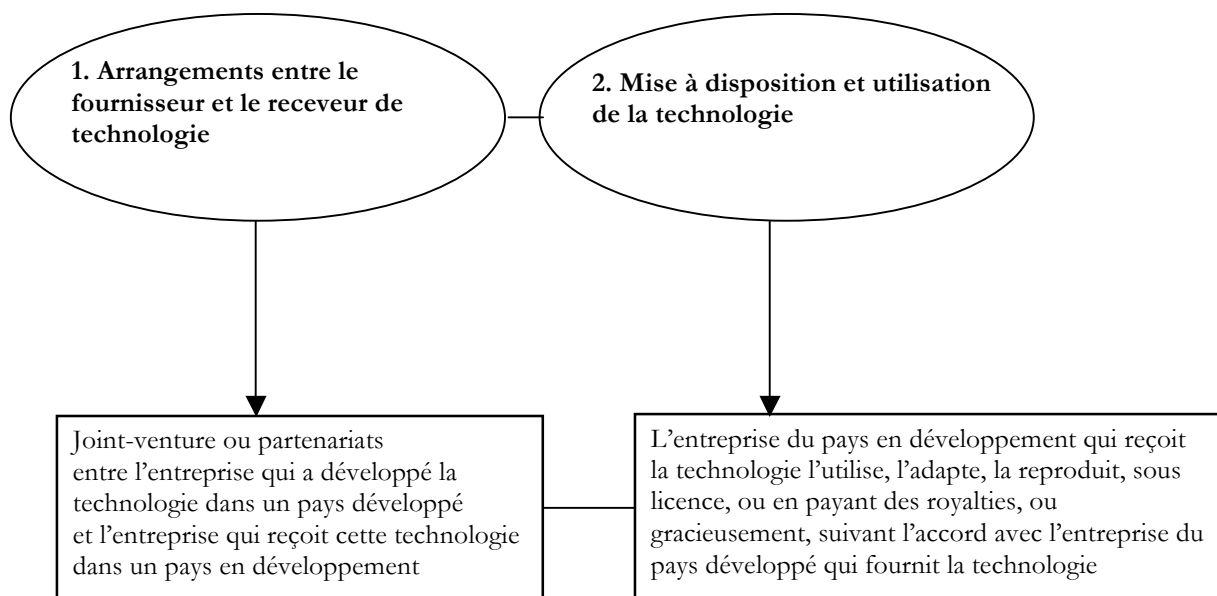 1. Arrangements entre le
fournisseur et le receveur de
technologie
2. Mise à disposition et utilisation
de la technologie
Joint-venture ou partenariats
entre l’entreprise qui a développé la
technologie dans un pays développé
et l’entreprise qui reçoit cette technologie
dans un pays en développement
L’entreprise du pays en développement qui reçoit
la technologie l’utilise, l’adapte, la reproduit, sous
licence, ou en payant des royalties, ou
gracieusement, suivant l’accord avec l’entreprise du
pays développé qui fournit la technologie